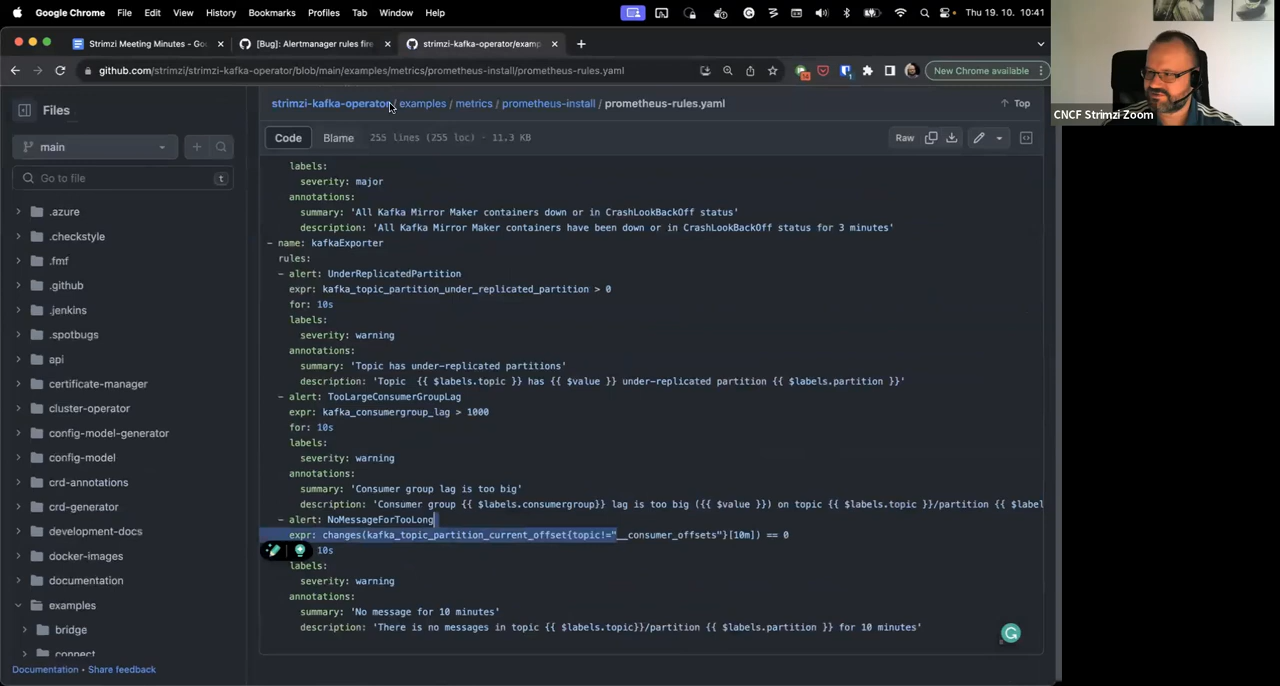 Google Chrome File Edit View History Bookmarks Profiles Tab Window Help Thu 19. 10. 10:41
Strimzi Meeting Minutes - Go [Bug]: Alertmanager rules fire strimzi-kafka-operator/examp
github.com/strimzi/strimzi-kafka-operator/blob/main/examples/metrics/prometheus-install/prometheus-rules.yaml New Chrome available
CNCF Strimzi Zoom
Files
strimzi-kafka-operator / examples / metrics / prometheus-install / prometheus-rules.yaml Top
Code Blame 255 lines (255 loc) · 11.3 KB Raw
main
Go to file t
.azure
.checkstyle
.fmf
.github
.jenkins
.spotbugs
api
certificate-manager
cluster-operator
config-model-generator
config-model
crd-annotations
crd-generator
development-docs
docker-images
documentation
examples
bridge
connect
Documentation • Share feedback
labels:
severity: major
annotations:
summary: 'All Kafka Mirror Maker containers down or in CrashLookBackOff status'
description: 'All Kafka Mirror Maker containers have been down or in CrashLookBackOff status for 3 minutes'
- name: kafkaExporter
rules:
- alert: UnderReplicatedPartition
expr: kafka_topic_partition_under_replicated_partition > 0
for: 10s
labels:
severity: warning
annotations:
summary: 'Topic has under-replicated partitions'
description: 'Topic  {{ $labels.topic }} has {{ $value }} under-replicated partition {{ $labels.partition }}'
- alert: TooLargeConsumerGroupLag
expr: kafka_consumergroup_lag > 1000
for: 10s
labels:
severity: warning
annotations:
summary: 'Consumer group lag is too big'
description: 'Consumer group {{ $labels.consumergroup}} lag is too big ({{ $value }}) on topic {{ $labels.topic }}/partition {{ $label
- alert: NoMessageForTooLong
expr: changes(kafka_topic_partition_current_offset{topic!="__consumer_offsets"}[10m]) == 0
10s
labels:
severity: warning
annotations:
summary: 'No message for 10 minutes'
description: 'There is no messages in topic {{ $labels.topic}}/partition {{ $labels.partition }} for 10 minutes'